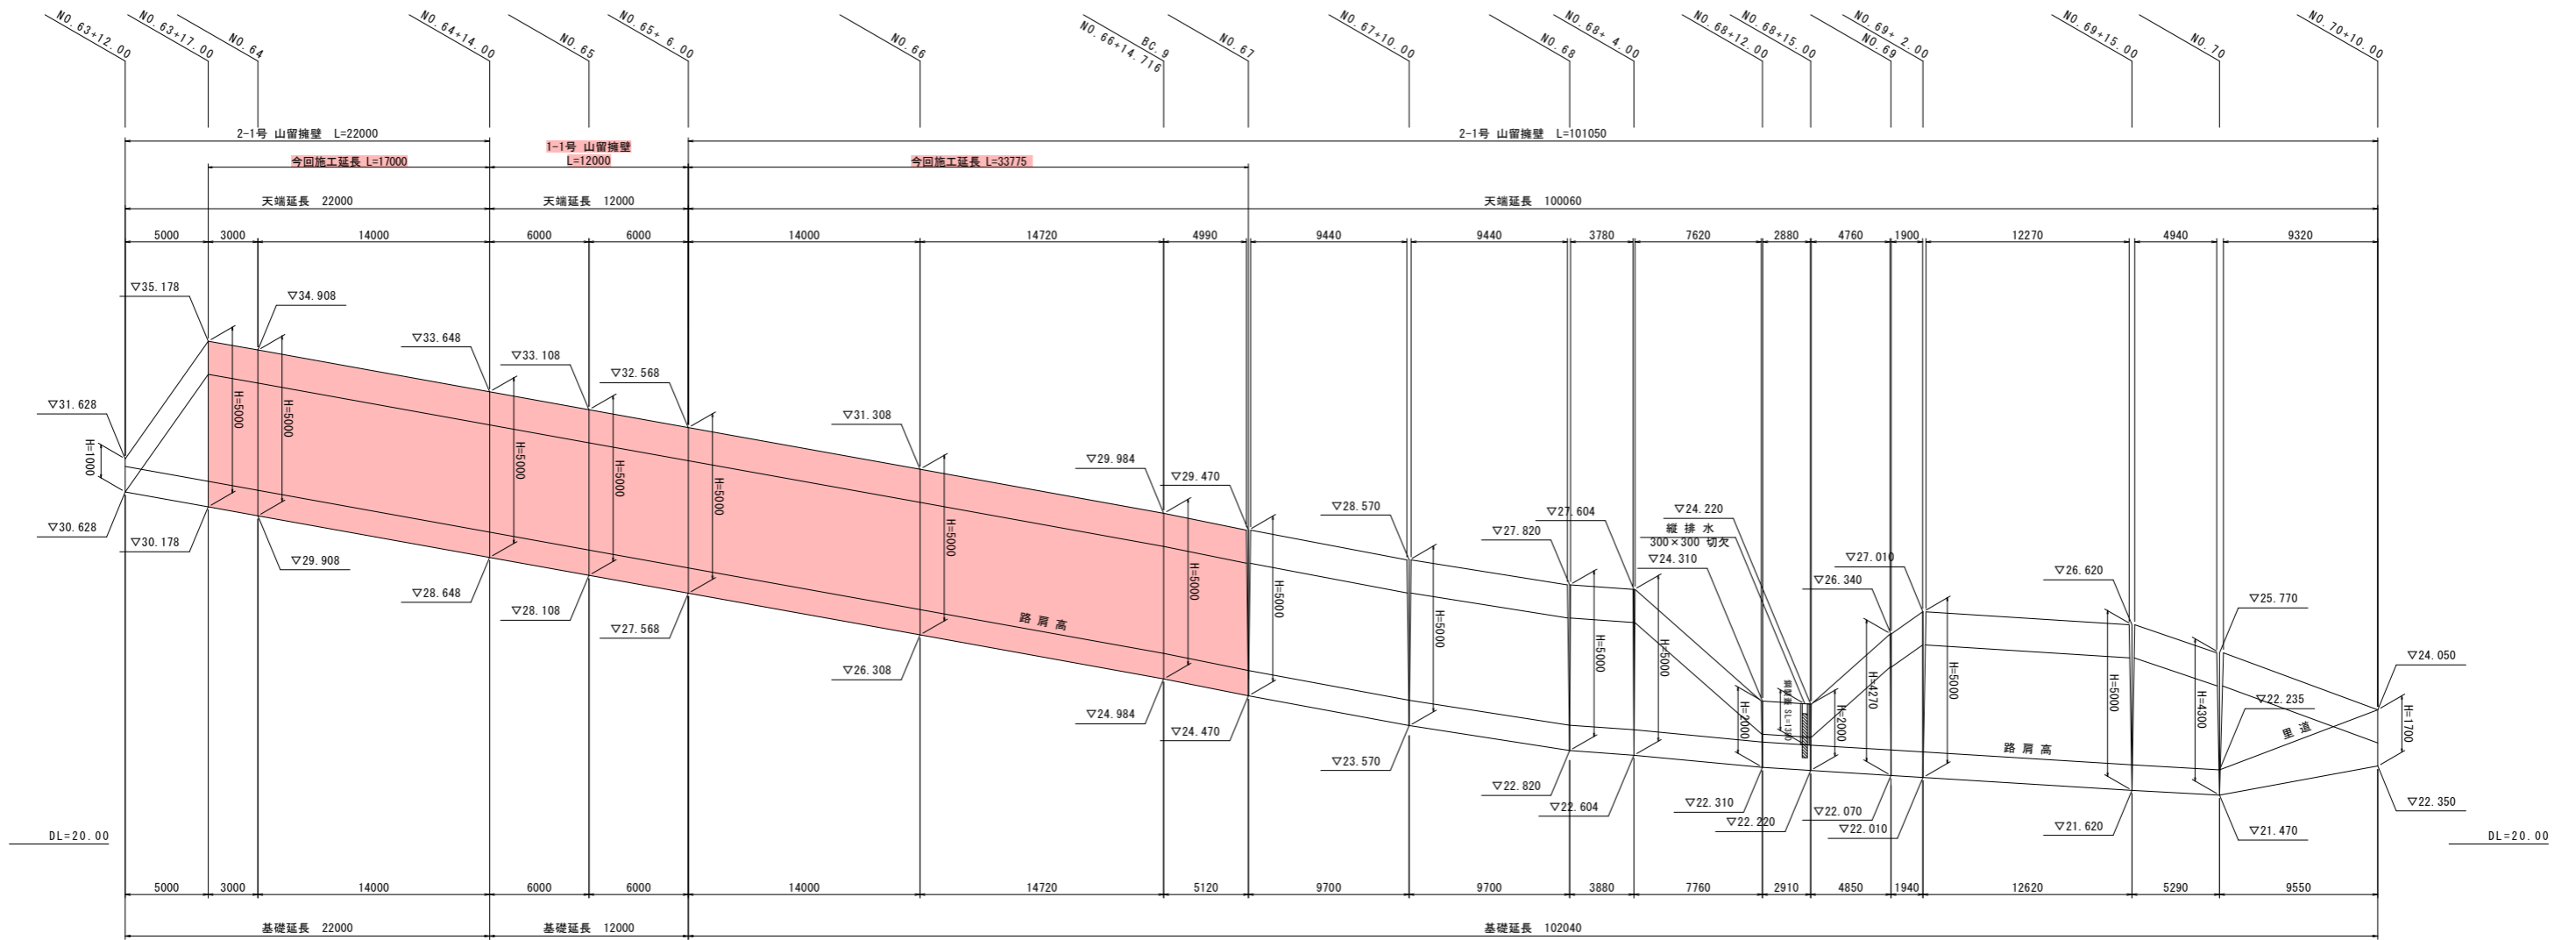 NO.63+12.00
NO.63+17.00
NO.64
NO.64+14.00
NO.65
NO.65+ 6.00
NO.66
BC.9
NO.66+14.716
NO.67
NO.67+10.00
NO.68
NO.68+ 4.00
NO.68+12.00
NO.68+15.00
NO.69
NO.69+ 2.00
NO.69+15.00
NO.70
NO.70+10.00
2-1号 山留擁壁 L=22000
1-1号 山留擁壁
L=12000
2-1号 山留擁壁 L=101050
今回施工延長 L=17000
今回施工延長 L=33775
天端延長 22000
天端延長 12000
天端延長 100060
5000 3000 14000 6000 6000 14000 14720 4990 9440 9440 3780 7620 2880 4760 1900 12270 4940 9320
▽35.178
▽34.908
▽33.648
▽33.108
▽32.568
▽31.628
▽31.308
▽29.984
▽29.470
▽28.570
▽27.820
▽27.604
▽24.220
縦 排 水
300×300 切欠
▽24.310
▽27.010
▽26.340
▽26.620
▽25.770
▽24.050
▽22.235
H=1000
H=5000
H=5000
H=5000
H=5000
H=5000
H=5000
H=5000
H=5000
H=5000
H=5000
H=5000
H=2000
H=2000
H=4270
H=5000
H=5000
H=4300
H=1700
路 肩 高
路 肩 高
里 道
▽30.628
▽30.178
▽29.908
▽28.648
▽28.108
▽27.568
▽26.308
▽24.984
▽24.470
▽23.570
▽22.820
▽22.604
▽22.310
▽22.220
▽22.070
▽22.010
▽21.620
▽21.470
▽22.350
DL=20.00
DL=20.00
5000 3000 14000 6000 6000 14000 14720 5120 9700 9700 3880 7760 2910 4850 1940 12620 5290 9550
基礎延長 22000
基礎延長 12000
基礎延長 102040